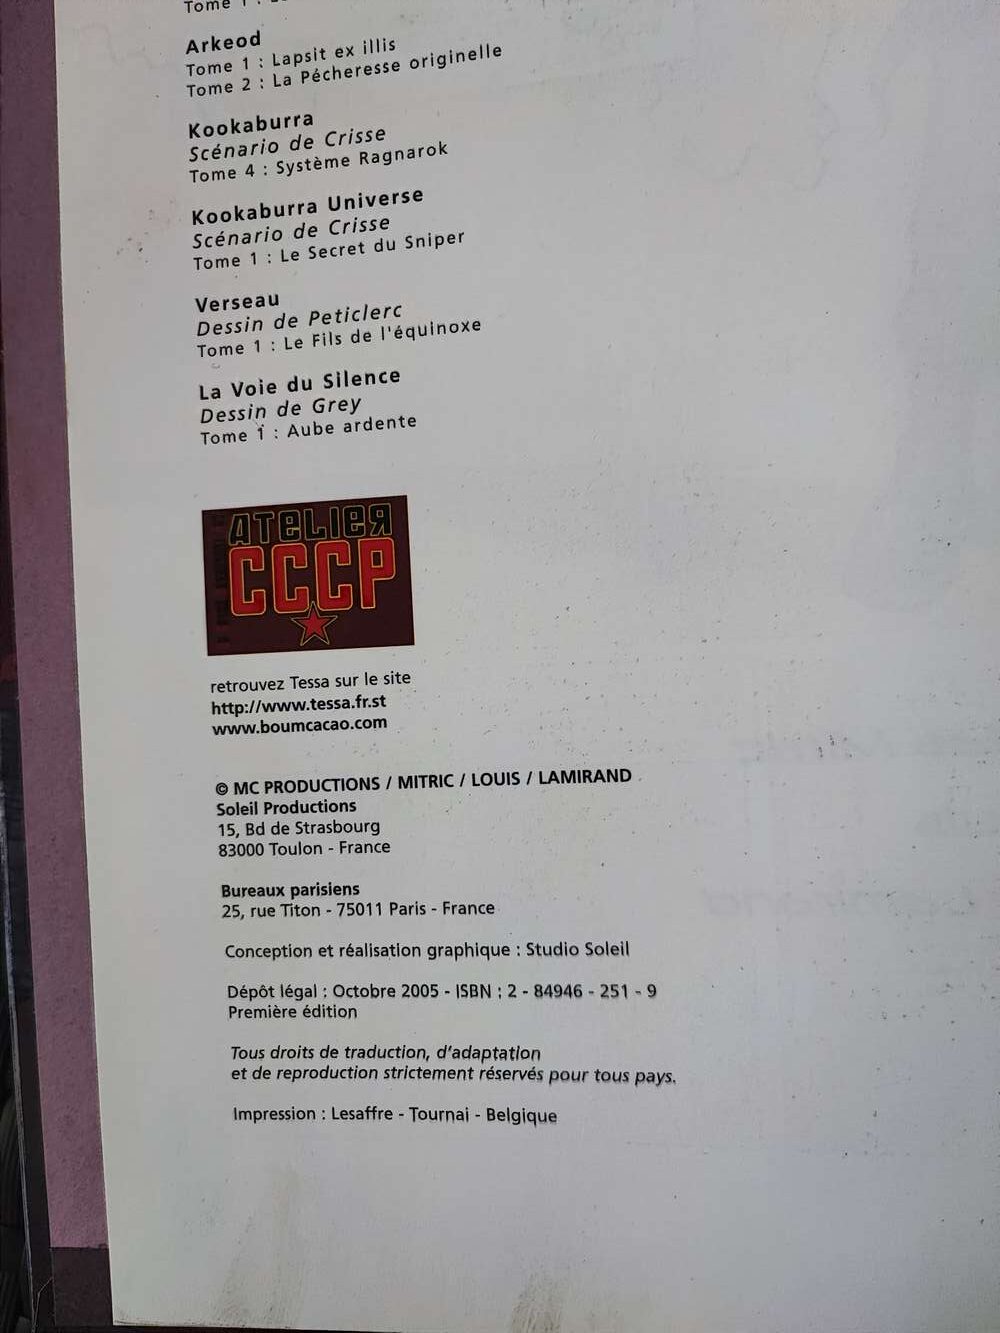 Tome 1 :
Arkeod
Tome 1 : Lapsit ex illis
Tome 2 : La Pécheresse originelle
Kookaburra
Scénario de Crisse
Tome 4 : Système Ragnarok
Kookaburra Universe
Scénario de Crisse
Tome 1 : Le Secret du Sniper
Verseau
Dessin de Peticlerc
Tome 1 : Le Fils de l'équinoxe
La Voie du Silence
Dessin de Grey
Tome 1 : Aube ardente
ATELIER
CCCP
retrouvez Tessa sur le site
http://www.tessa.fr.st
www.boumcacao.com
© MC PRODUCTIONS / MITRIC / LOUIS / LAMIRAND
Soleil Productions
15, Bd de Strasbourg
83000 Toulon - France
Bureaux parisiens
25, rue Titon - 75011 Paris - France
Conception et réalisation graphique : Studio Soleil
Dépôt légal : Octobre 2005 - ISBN : 2 - 84946 - 251 - 9
Première édition
Tous droits de traduction, d'adaptation
et de reproduction strictement réservés pour tous pays.
Impression : Lesaffre - Tournai - Belgique